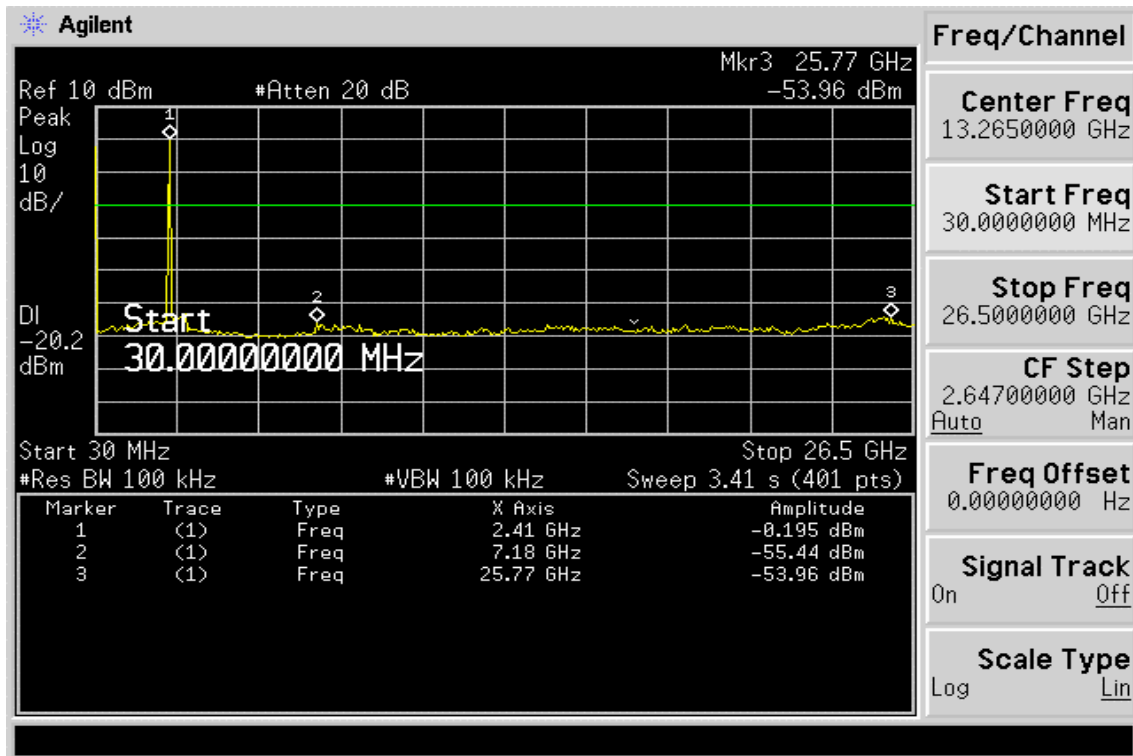 Agilent
Mkr3 25.77 GHz
Ref 10 dBm #Atten 20 dB -53.96 dBm
Peak
Log
10
dB/
1
2
3
DI
-20.2
dBm
Start
30.00000000 MHz
Start 30 MHz Stop 26.5 GHz
#Res BW 100 kHz #VBW 100 kHz Sweep 3.41 s (401 pts)
Marker Trace Type X Axis Amplitude
1 (1) Freq 2.41 GHz -0.195 dBm
2 (1) Freq 7.18 GHz -55.44 dBm
3 (1) Freq 25.77 GHz -53.96 dBm
Freq/Channel
Center Freq
13.2650000 GHz
Start Freq
30.0000000 MHz
Stop Freq
26.5000000 GHz
CF Step
2.64700000 GHz
Auto Man
Freq Offset
0.00000000 Hz
Signal Track
On Off
Scale Type
Log Lin